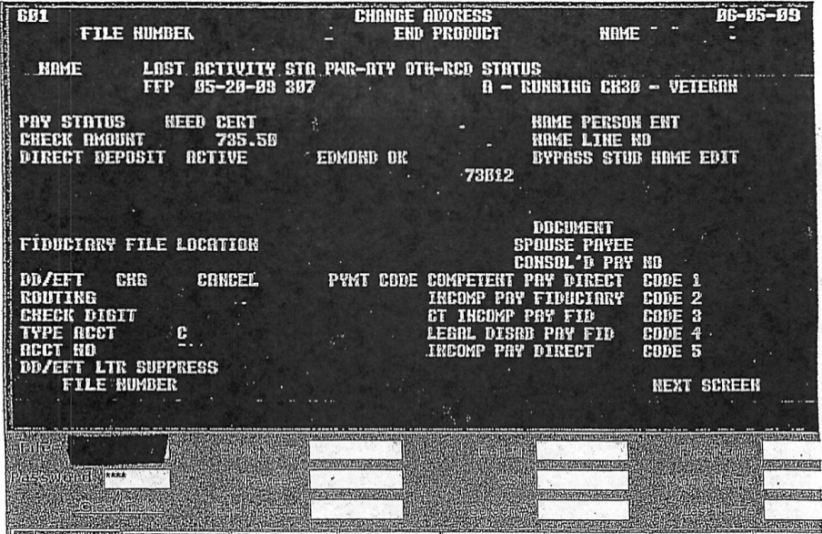 601 CHANGE ADDRESS 06-05-09
FILE NUMBER END PRODUCT NAME
NAME LAST ACTIVITY STA PWR-ATY OTH-RCD STATUS
FFP 05-20-09 307 A - RUNNING CH30 - VETERAN
PAY STATUS NEED CERT NAME PERSON ENT
CHECK AMOUNT 735.50 NAME LINE NO
DIRECT DEPOSIT ACTIVE EDMOND OK BYPASS STUB NAME EDIT
73012
DOCUMENT
FIDUCIARY FILE LOCATION SPOUSE PAYEE
CONSOL'D PAY NO
DD/EFT CHG CANCEL PYMT CODE COMPETENT PAY DIRECT CODE 1
ROUTING INCOMP PAY FIDUCIARY CODE 2
CHECK DIGIT CT INCOMP PAY FID CODE 3
TYPE ACCT C LEGAL DISAB PAY FID CODE 4
ACCT NO INCOMP PAY DIRECT CODE 5
DD/EFT LTR SUPPRESS
FILE NUMBER NEXT SCREEN
Password ****